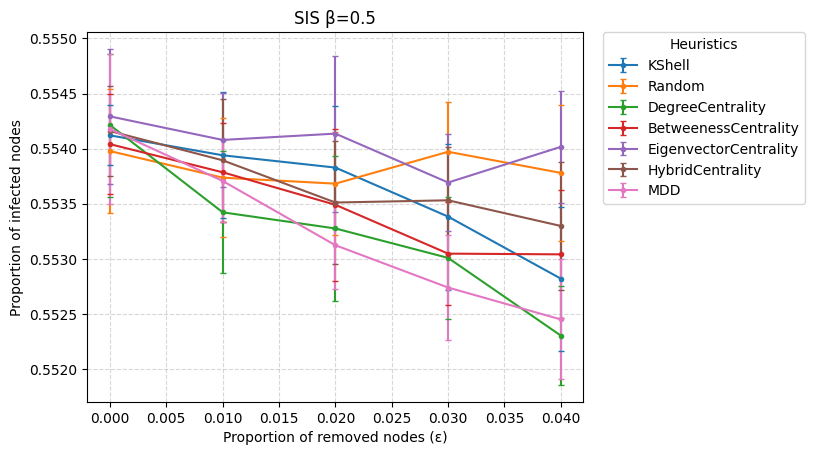 SIS β=0.5
Proportion of infected nodes
0.5550
0.5545
0.5540
0.5535
0.5530
0.5525
0.5520
0.000 0.005 0.010 0.015 0.020 0.025 0.030 0.035 0.040
Proportion of removed nodes (ε)
Heuristics
KShell
Random
DegreeCentrality
BetweenessCentrality
EigenvectorCentrality
HybridCentrality
MDD